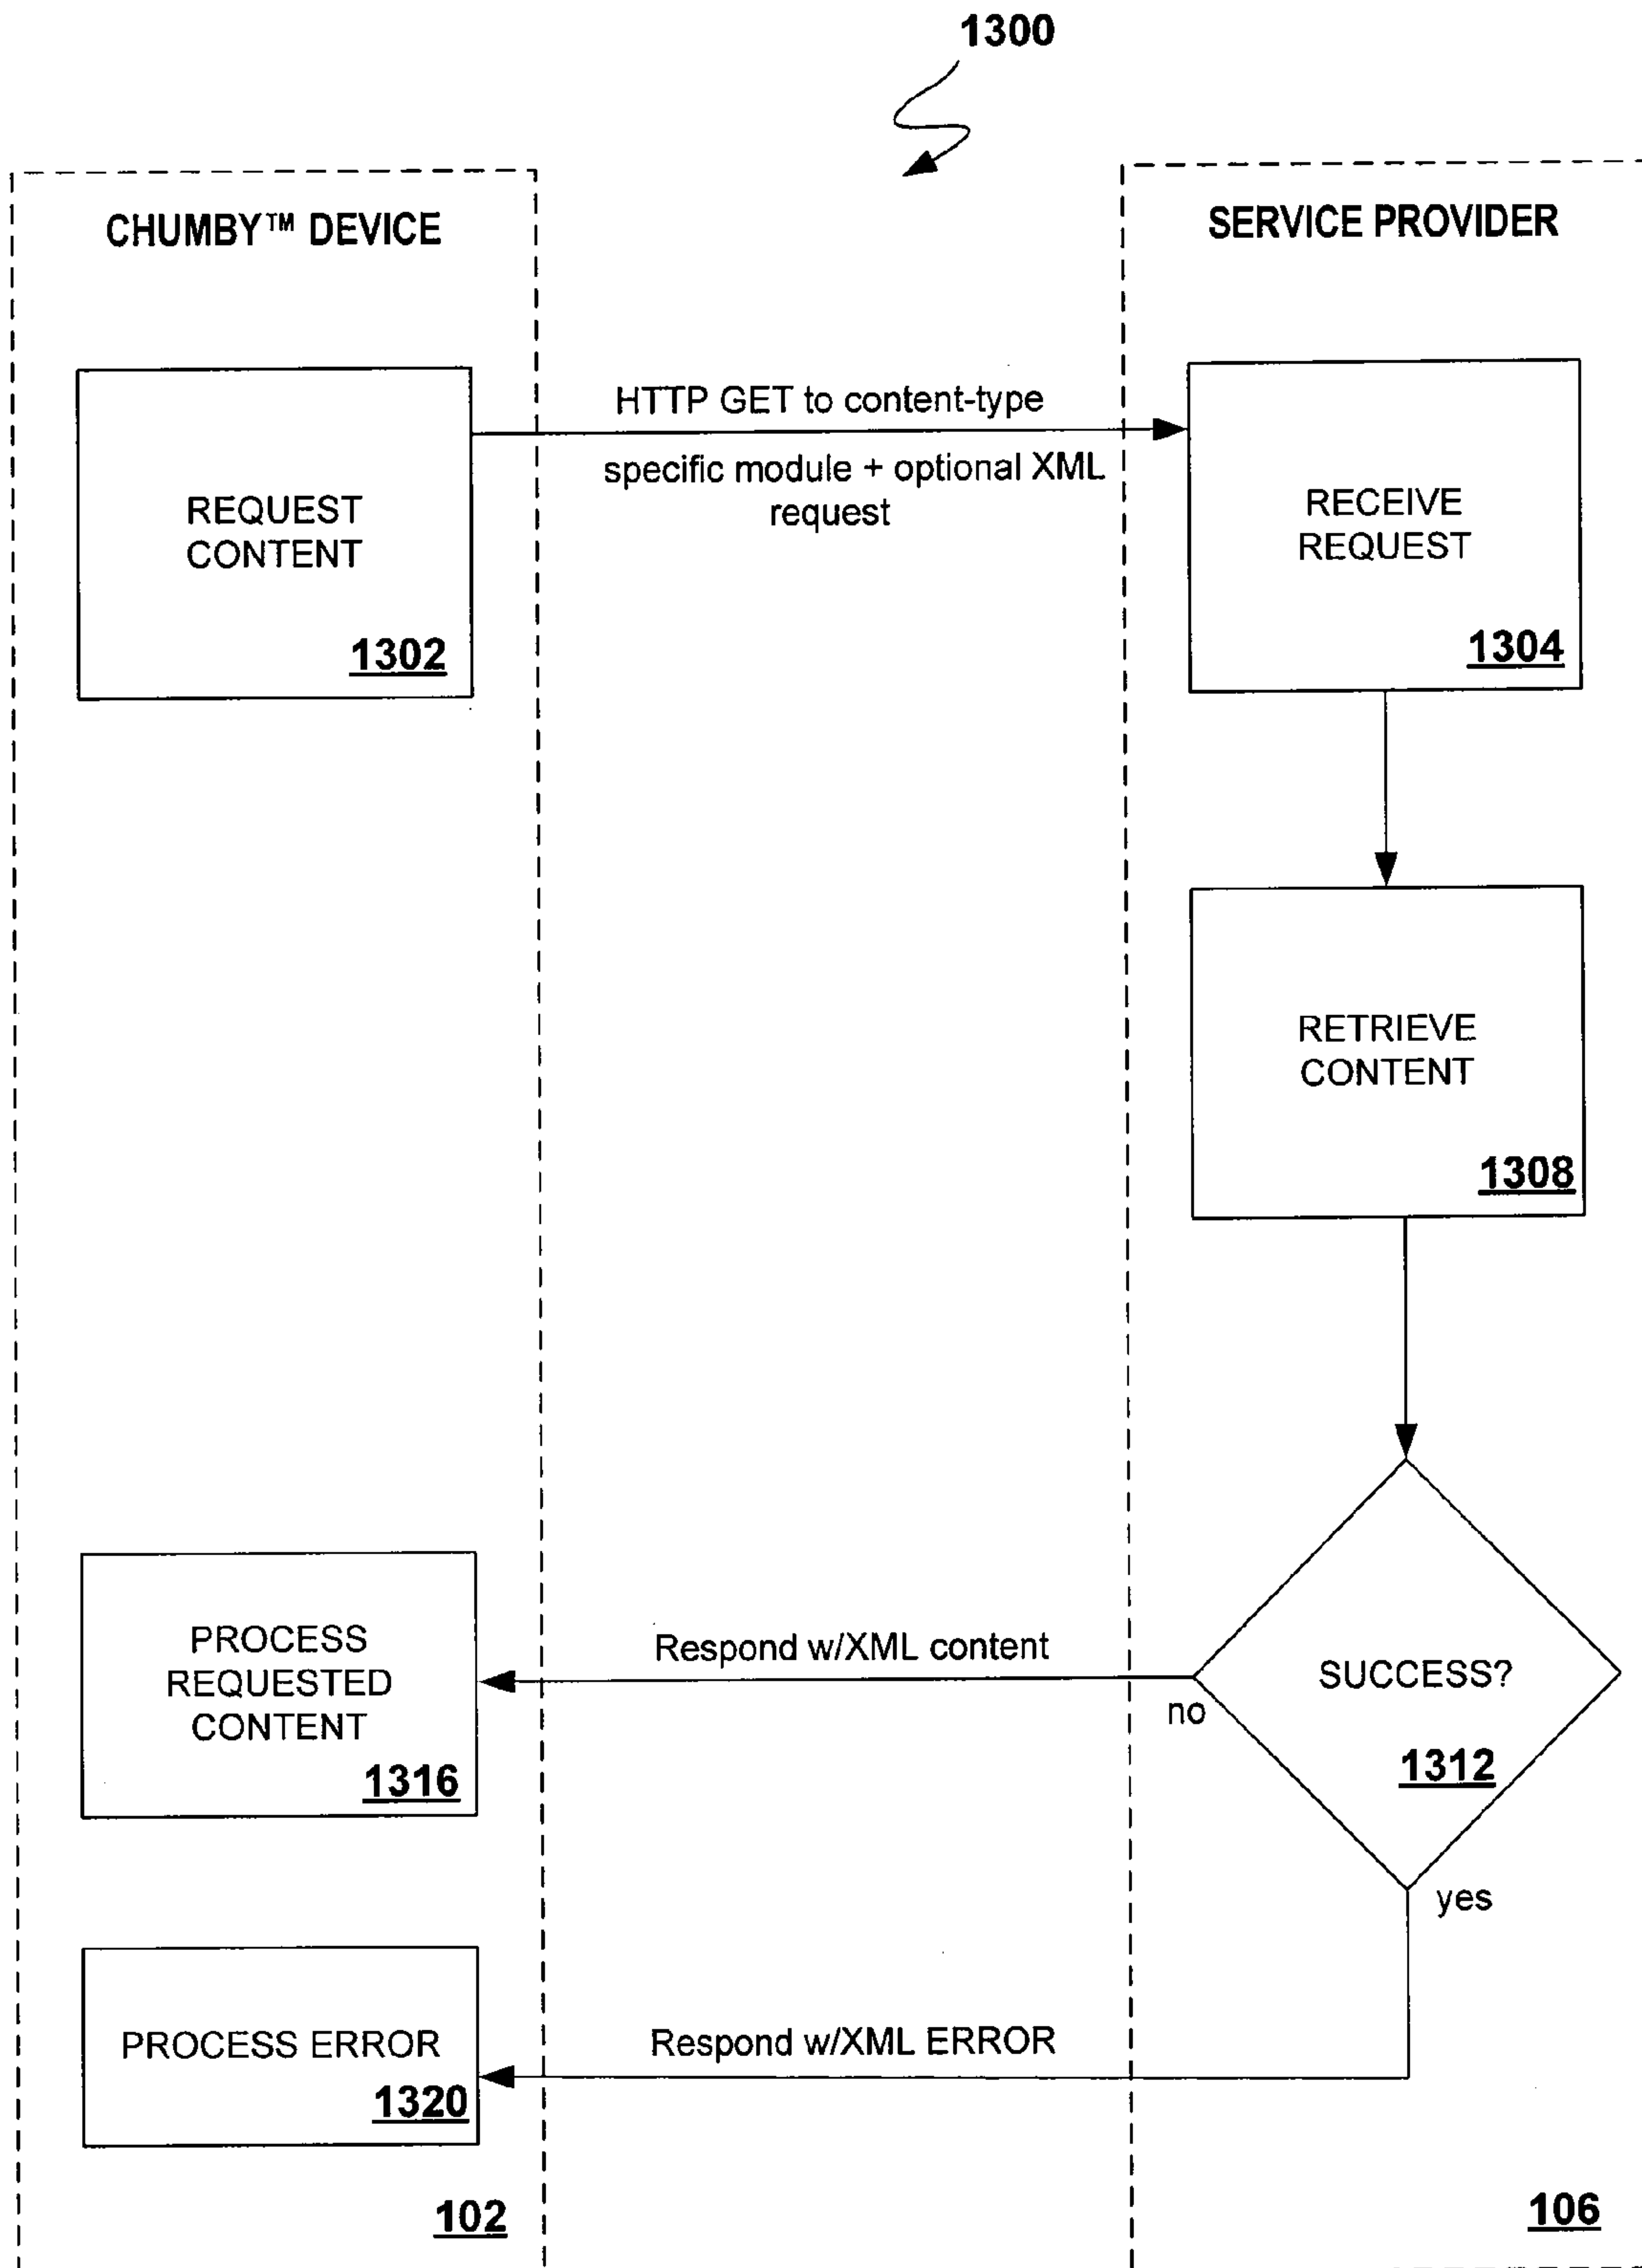 1300
CHUMBY™ DEVICE
SERVICE PROVIDER
REQUEST
CONTENT
1302
HTTP GET to content-type
specific module + optional XML
request
RECEIVE
REQUEST
1304
RETRIEVE
CONTENT
1308
PROCESS
REQUESTED
CONTENT
1316
Respond w/XML content
no
SUCCESS?
1312
yes
PROCESS ERROR
1320
Respond w/XML ERROR
102
106